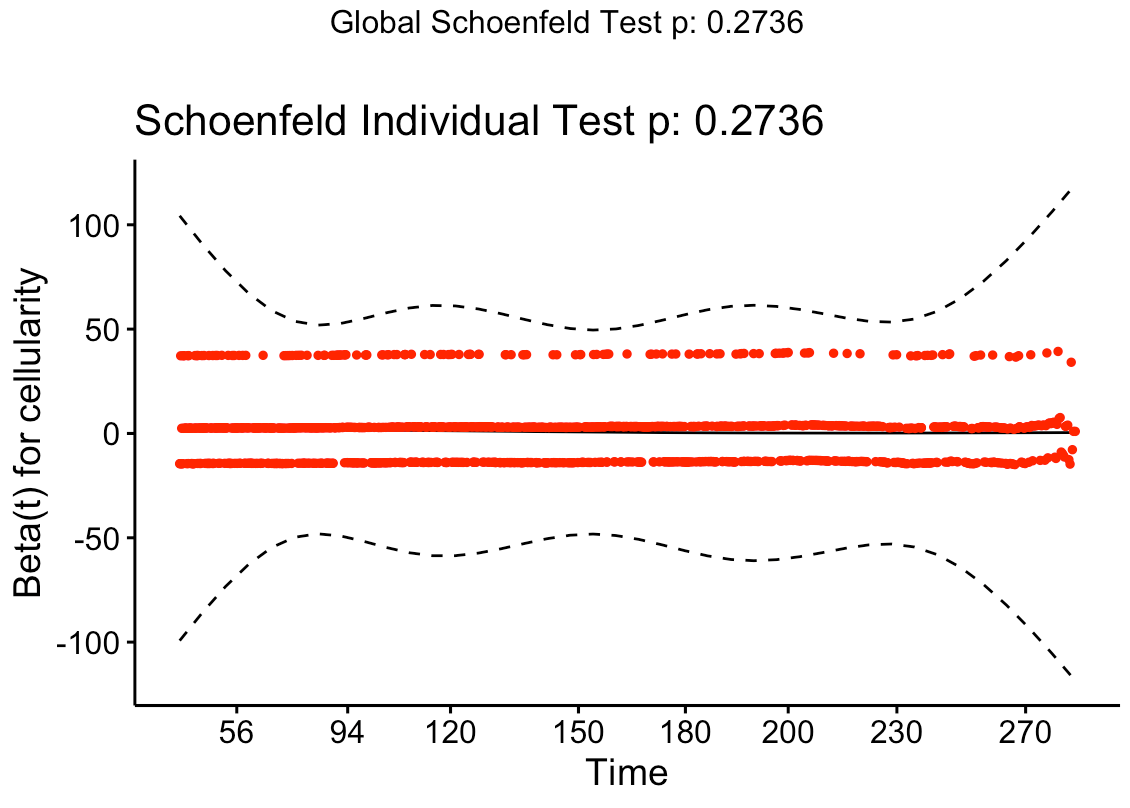 Global Schoenfeld Test p: 0.2736
Schoenfeld Individual Test p: 0.2736
Beta(t) for cellularity
100
50
0
-50
-100
56 94 120 150 180 200 230 270
Time